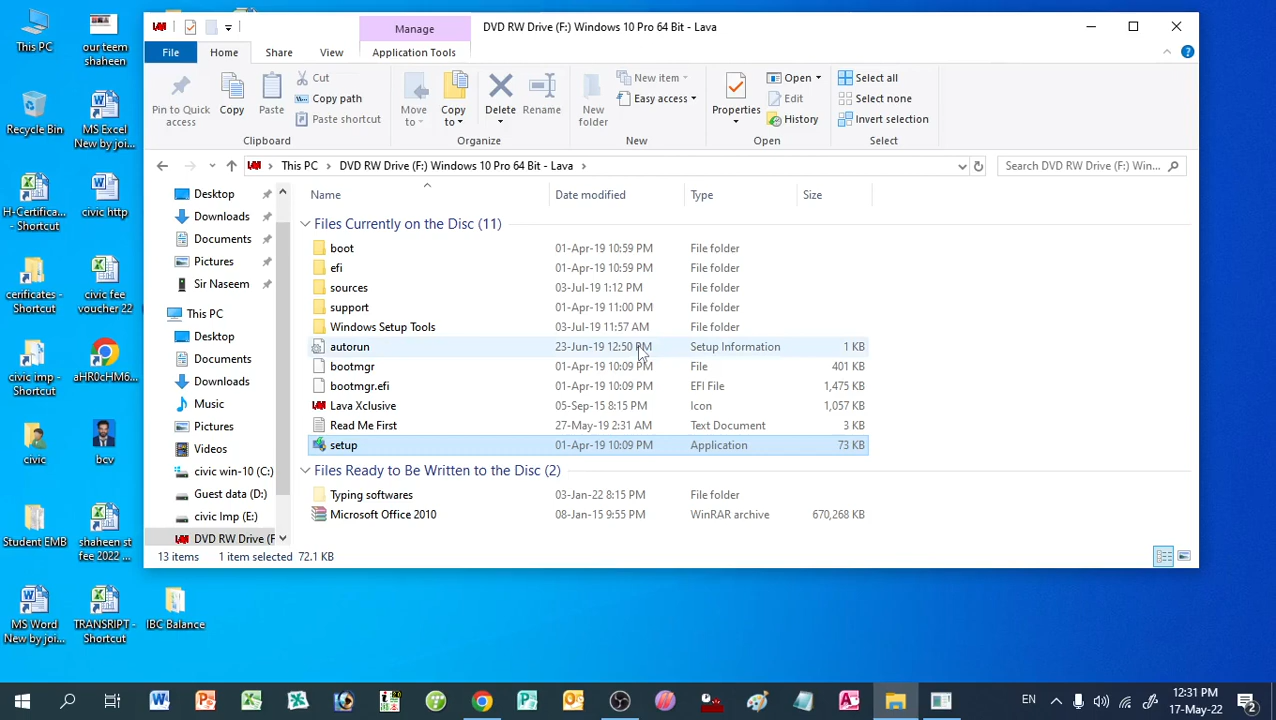 Manage
DVD RW Drive (F:) Windows 10 Pro 64 Bit - Lava
File
Home
Share
View
Application Tools
Pin to Quick access
Copy
Paste
Cut
Copy path
Paste shortcut
Clipboard
Move to
Copy to
Delete
Rename
Organize
New folder
New item
Easy access
New
Properties
Open
Edit
History
Open
Select all
Select none
Invert selection
Select
This PC
DVD RW Drive (F:) Windows 10 Pro 64 Bit - Lava
Search DVD RW Drive (F:) Win...
Desktop
Downloads
Documents
Pictures
Sir Naseem
This PC
Desktop
Documents
Downloads
Music
Pictures
Videos
civic win-10 (C:)
Guest data (D:)
civic Imp (E:)
DVD RW Drive (F
Name Date modified Type Size
Files Currently on the Disc (11)
boot 01-Apr-19 10:59 PM File folder
efi 01-Apr-19 10:59 PM File folder
sources 03-Jul-19 1:12 PM File folder
support 01-Apr-19 11:00 PM File folder
Windows Setup Tools 03-Jul-19 11:57 AM File folder
autorun 23-Jun-19 12:50 PM Setup Information 1 KB
bootmgr 01-Apr-19 10:09 PM File 401 KB
bootmgr.efi 01-Apr-19 10:09 PM EFI File 1,475 KB
Lava Xclusive 05-Sep-15 8:15 PM Icon 1,057 KB
Read Me First 27-May-19 2:31 AM Text Document 3 KB
setup 01-Apr-19 10:09 PM Application 73 KB
Files Ready to Be Written to the Disc (2)
Typing softwares 03-Jan-22 8:15 PM File folder
Microsoft Office 2010 08-Jan-15 9:55 PM WinRAR archive 670,268 KB
13 items 1 item selected 72.1 KB
This PC
our teem shaheen
Recycle Bin
MS Excel New by joi...
H-Certifica... - Shortcut
civic http
cerificates - Shortcut
civic fee voucher 22
civic imp - Shortcut
aHR0cHM6...
civic
bcv
Student EMB
shaheen st fee 2022 ...
MS Word New by joi...
TRANSRIPT - Shortcut
IBC Balance
EN
12:31 PM
17-May-22
2